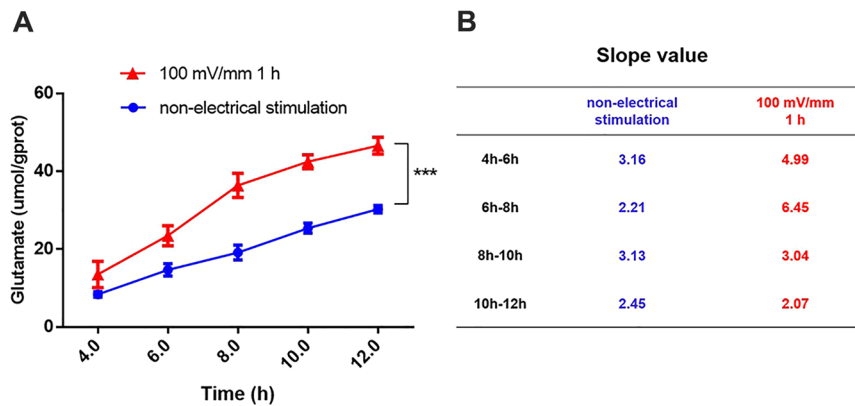 A
100 mV/mm 1 h
non-electrical stimulation
60
40
20
0
Glutamate (umol/gprot)
***
4.0
6.0
8.0
10.0
12.0
Time (h)
B
Slope value
non-electrical 100 mV/mm
stimulation 1 h
4h-6h 3.16 4.99
6h-8h 2.21 6.45
8h-10h 3.13 3.04
10h-12h 2.45 2.07